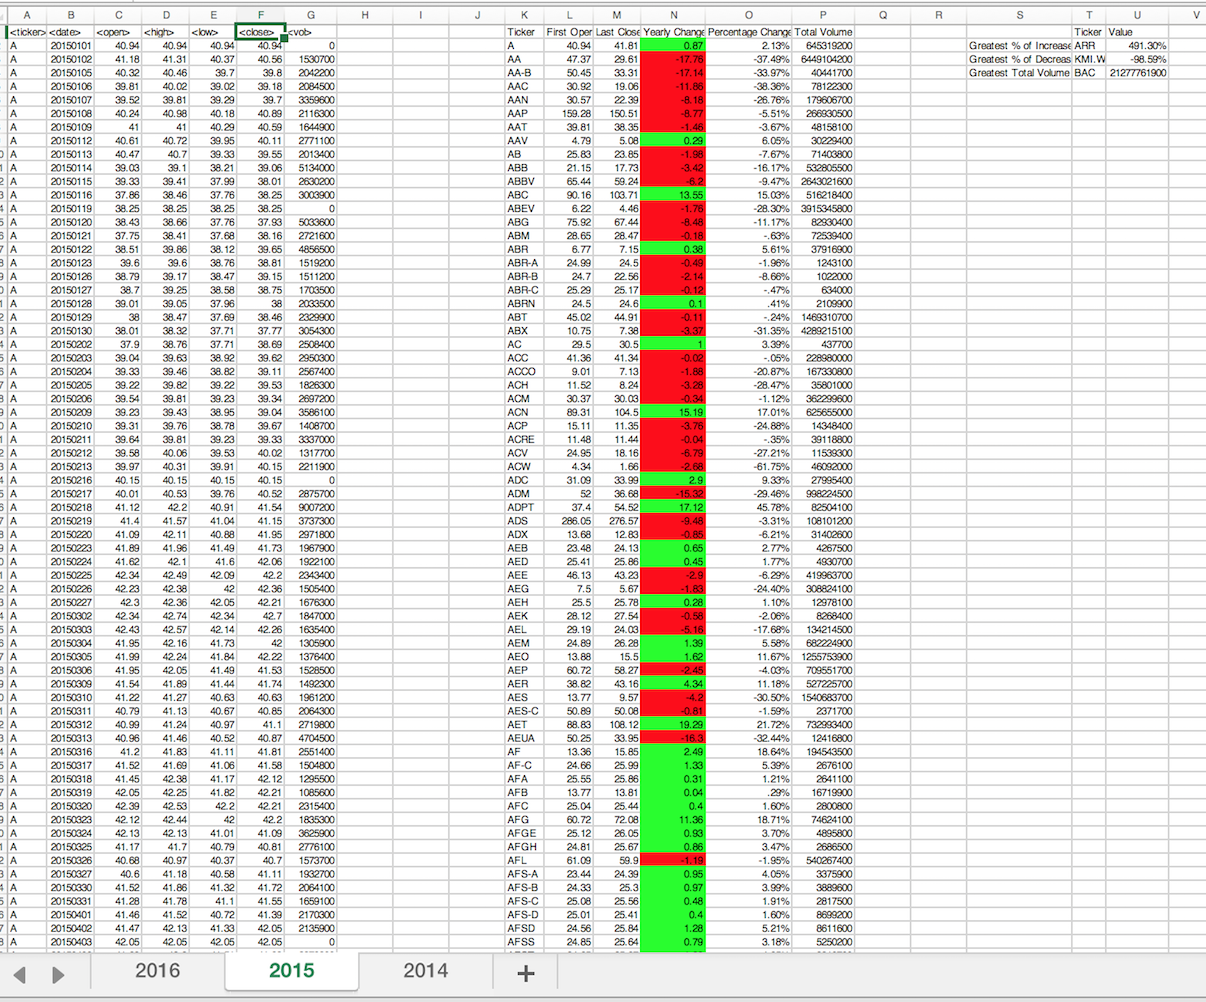 A B C D E F G H I J K L M N O P Q R S T U V
<ticker> <date> <open> <high> <low> <close> <vol> Ticker First Oper Last Close Yearly Change Percentage Change Total Volume Ticker Value
A 20150101 40.94 40.94 40.94 40.94 0 A 40.94 41.81 0.87 2.13% 645319200 Greatest % of Increase ARR 491.30%
A 20150102 41.18 41.31 40.37 40.56 1530700 AA 47.37 29.61 -17.76 -37.49% 6449104200 Greatest % of Decreas KMI.W -98.59%
A 20150105 40.32 40.46 39.7 39.8 2042200 AA-B 50.45 33.31 -17.14 -33.97% 40441700 Greatest Total Volume BAC 21277761900
A 20150106 39.81 40.02 39.02 39.18 2084500 AAC 30.92 19.06 -11.86 -38.36% 78122300
A 20150107 39.52 39.81 39.29 39.7 3359600 AAN 30.57 22.39 -8.18 -26.76% 179606700
A 20150108 40.24 40.98 40.18 40.89 2116300 AAP 159.28 150.51 -8.77 -5.51% 266930500
A 20150109 41 41 40.29 40.59 1644900 AAT 39.81 38.35 -1.46 -3.67% 48158100
A 20150112 40.61 40.72 39.95 40.11 2771100 AAV 4.79 5.08 0.29 6.05% 30229400
A 20150113 40.47 40.7 39.33 39.55 2013400 AB 25.83 23.85 -1.98 -7.67% 71403800
A 20150114 39.03 39.1 38.21 39.06 5134000 ABB 21.15 17.73 -3.42 -16.17% 532805500
A 20150115 39.33 39.41 37.99 38.01 2630200 ABBV 65.44 59.24 -6.2 -9.47% 2643021600
A 20150116 37.86 38.46 37.76 38.25 3003900 ABC 90.16 103.71 13.55 15.03% 516218400
A 20150119 38.25 38.25 38.25 38.25 0 ABEV 6.22 4.46 -1.76 -28.30% 3915345800
A 20150120 38.43 38.66 37.76 37.93 5033600 ABG 75.92 67.44 -8.48 -11.17% 82930400
A 20150121 37.75 38.41 37.68 38.16 2721600 ABM 28.65 28.47 -0.18 -.63% 72539400
A 20150122 38.51 39.86 38.12 39.65 4856500 ABR 6.77 7.15 0.38 5.61% 37916900
A 20150123 39.6 39.6 38.76 38.81 1519200 ABR-A 24.99 24.5 -0.49 -1.96% 1243100
A 20150126 38.79 39.17 38.47 39.15 1511200 ABR-B 24.7 22.56 -2.14 -8.66% 1022000
A 20150127 38.7 39.25 38.58 38.75 1703500 ABR-C 25.29 25.17 -0.12 -.47% 634000
A 20150128 39.01 39.05 37.96 38 2033500 ABRN 24.5 24.6 0.1 .41% 2109900
A 20150129 38 38.47 37.69 38.46 2329900 ABT 45.02 44.91 -0.11 -.24% 1469310700
A 20150130 38.01 38.32 37.71 37.77 3054300 ABX 10.75 7.38 -3.37 -31.35% 4289215100
A 20150202 37.9 38.76 37.71 38.69 2508400 AC 29.5 30.5 1 3.39% 437700
A 20150203 39.04 39.63 38.92 39.62 2950300 ACC 41.36 41.34 -0.02 -.05% 228980000
A 20150204 39.33 39.46 38.82 39.11 2567400 ACCO 9.01 7.13 -1.88 -20.87% 167330800
A 20150205 39.22 39.82 39.22 39.53 1826300 ACH 11.52 8.24 -3.28 -28.47% 35801000
A 20150206 39.54 39.81 39.23 39.34 2697200 ACM 30.37 30.03 -0.34 -1.12% 362299600
A 20150209 39.23 39.43 38.95 39.04 3586100 ACN 89.31 104.5 15.19 17.01% 625655000
A 20150210 39.31 39.76 38.78 39.67 1408700 ACP 15.11 11.35 -3.76 -24.88% 14348400
A 20150211 39.64 39.81 39.23 39.33 3337000 ACRE 11.48 11.44 -0.04 -.35% 39118800
A 20150212 39.58 40.06 39.53 40.02 1317700 ACV 24.95 18.16 -6.79 -27.21% 11539300
A 20150213 39.97 40.31 39.91 40.15 2211900 ACW 4.34 1.66 -2.68 -61.75% 46092000
A 20150216 40.15 40.15 40.15 40.15 0 ADC 31.09 33.99 2.9 9.33% 27995400
A 20150217 40.01 40.53 39.76 40.52 2875700 ADM 52 36.68 -15.32 -29.46% 998224500
A 20150218 41.12 42.2 40.91 41.54 9007200 ADPT 37.4 54.52 17.12 45.78% 82504100
A 20150219 41.4 41.57 41.04 41.15 3737300 ADS 286.05 276.57 -9.48 -3.31% 108101200
A 20150220 41.09 42.11 40.88 41.95 2971800 ADX 13.68 12.83 -0.85 -6.21% 31402600
A 20150223 41.89 41.96 41.49 41.73 1967900 AEB 23.48 24.13 0.65 2.77% 4267500
A 20150224 41.62 42.1 41.6 42.06 1922100 AED 25.41 25.86 0.45 1.77% 4930700
A 20150225 42.34 42.49 42.09 42.2 2343400 AEE 46.13 43.23 -2.9 -6.29% 419963700
A 20150226 42.23 42.38 42 42.36 1505400 AEG 7.5 5.67 -1.83 -24.40% 308824100
A 20150227 42.3 42.36 42.05 42.21 1676300 AEH 25.5 25.78 0.28 1.10% 12978100
A 20150302 42.34 42.74 42.34 42.7 1847000 AEK 28.12 27.54 -0.58 -2.06% 8268400
A 20150303 42.43 42.57 42.14 42.26 1635400 AEL 29.19 24.03 -5.16 -17.68% 134214500
A 20150304 41.95 42.16 41.73 42 1305900 AEM 24.89 26.28 1.39 5.58% 682224900
A 20150305 41.99 42.24 41.84 42.22 1376400 AEO 13.88 15.5 1.62 11.67% 1255753900
A 20150306 41.95 42.05 41.49 41.53 1528500 AEP 60.72 58.27 -2.45 -4.03% 709551700
A 20150309 41.54 41.89 41.44 41.74 1492300 AER 38.82 43.16 4.34 11.18% 527225700
A 20150310 41.22 41.27 40.63 40.63 1961200 AES 13.77 9.57 -4.2 -30.50% 1540683700
A 20150311 40.79 41.13 40.67 40.85 2064300 AES-C 50.89 50.08 -0.81 -1.59% 2371700
A 20150312 40.99 41.24 40.97 41.1 2719800 AET 88.83 108.12 19.29 21.72% 732993400
A 20150313 40.96 41.46 40.52 40.87 4704500 AEUA 50.25 33.95 -16.3 -32.44% 12416800
A 20150316 41.2 41.83 41.11 41.81 2551400 AF 13.36 15.85 2.49 18.64% 194543500
A 20150317 41.52 41.69 41.06 41.58 1504800 AF-C 24.66 25.99 1.33 5.39% 2676100
A 20150318 41.45 42.38 41.17 42.12 1295500 AFA 25.55 25.86 0.31 1.21% 2641100
A 20150319 42.05 42.25 41.82 42.21 1085600 AFB 13.77 13.81 0.04 .29% 16719900
A 20150320 42.39 42.53 42.2 42.21 2315400 AFC 25.04 25.44 0.4 1.60% 2800800
A 20150323 42.12 42.44 42 42.2 1835300 AFG 60.72 72.08 11.36 18.71% 74624100
A 20150324 42.13 42.13 41.01 41.09 3625900 AFGE 25.12 26.05 0.93 3.70% 4895800
A 20150325 41.17 41.7 40.79 40.81 2776100 AFGH 24.81 25.67 0.86 3.47% 2686500
A 20150326 40.68 40.97 40.37 40.7 1573700 AFL 61.09 59.9 -1.19 -1.95% 540267400
A 20150327 40.6 41.18 40.58 41.11 1932700 AFS-A 23.44 24.39 0.95 4.05% 3375900
A 20150330 41.52 41.86 41.32 41.72 2064100 AFS-B 24.33 25.3 0.97 3.99% 3889600
A 20150331 41.28 41.78 41.1 41.55 1659100 AFS-C 25.08 25.56 0.48 1.91% 2817500
A 20150401 41.46 41.52 40.72 41.39 2170300 AFS-D 25.01 25.41 0.4 1.60% 8699200
A 20150402 41.47 42.13 41.33 42.05 2135900 AFSD 24.56 25.84 1.28 5.21% 8611600
A 20150403 42.05 42.05 42.05 42.05 0 AFSS 24.85 25.64 0.79 3.18% 5250200
2016 2015 2014 +